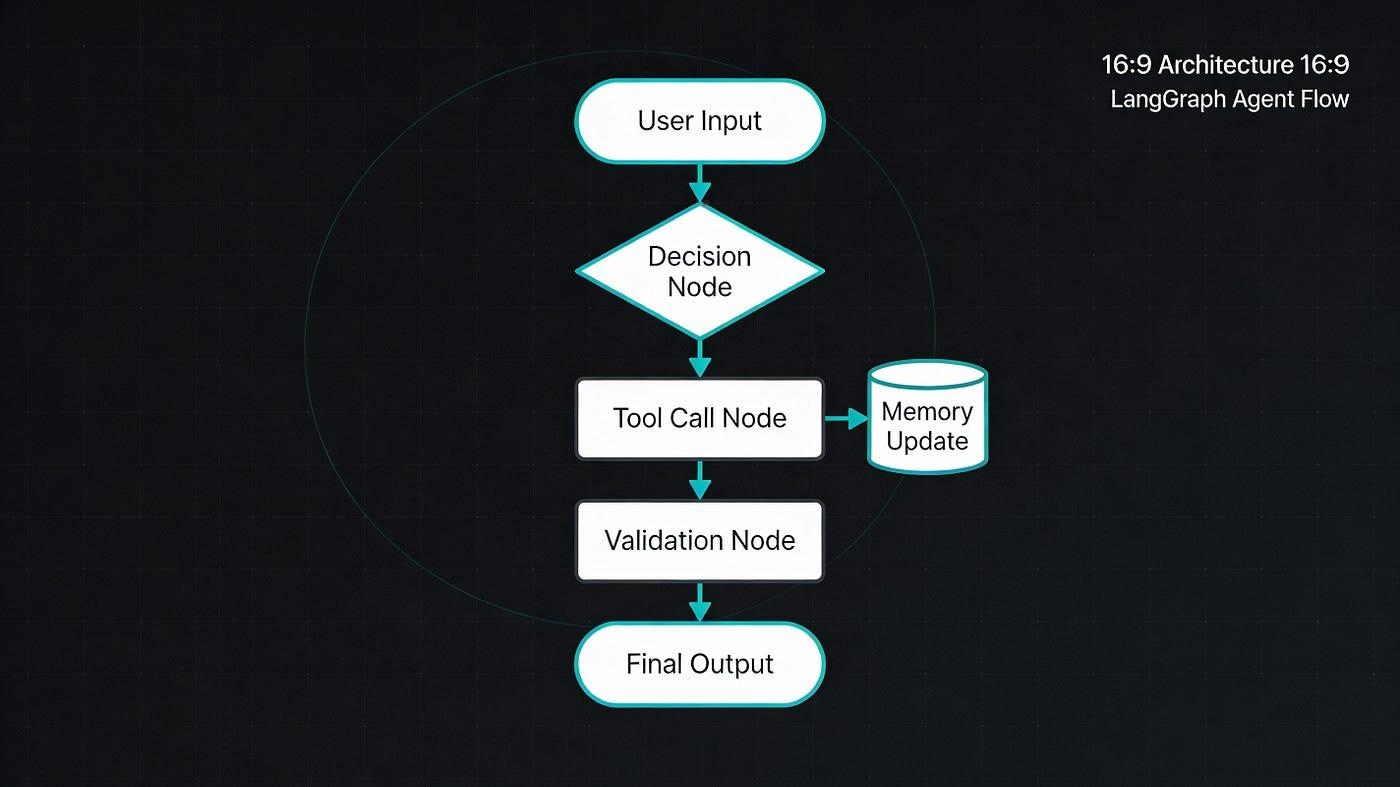 16:9 Architecture 16:9
LangGraph Agent Flow
User Input
Decision
Node
Tool Call Node
Memory
Update
Validation Node
Final Output